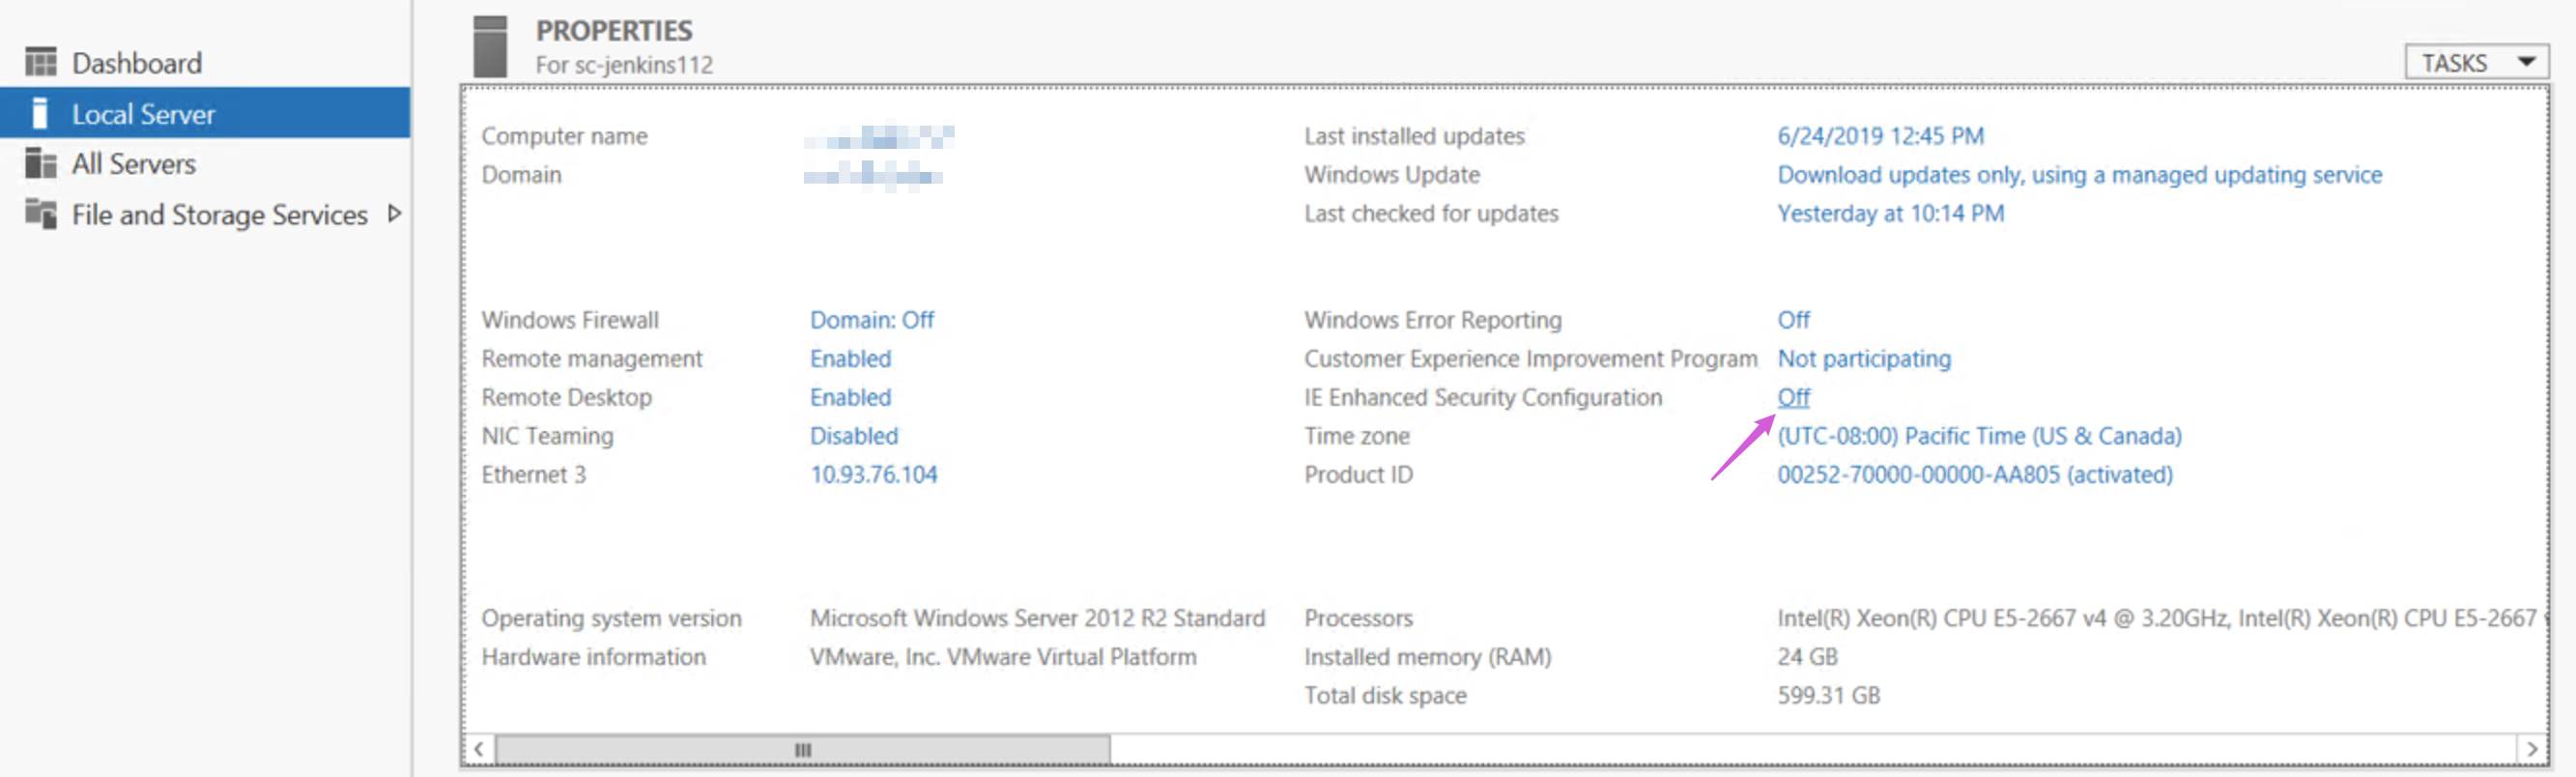 Dashboard
Local Server
All Servers
File and Storage Services
PROPERTIES
For sc-jenkins112
TASKS
Computer name
Domain
Last installed updates 6/24/2019 12:45 PM
Windows Update Download updates only, using a managed updating service
Last checked for updates Yesterday at 10:14 PM
Windows Firewall Domain: Off
Remote management Enabled
Remote Desktop Enabled
NIC Teaming Disabled
Ethernet 3 10.93.76.104
Windows Error Reporting Off
Customer Experience Improvement Program Not participating
IE Enhanced Security Configuration Off
Time zone (UTC-08:00) Pacific Time (US & Canada)
Product ID 00252-70000-00000-AA805 (activated)
Operating system version Microsoft Windows Server 2012 R2 Standard
Hardware information VMware, Inc. VMware Virtual Platform
Processors Intel(R) Xeon(R) CPU E5-2667 v4 @ 3.20GHz, Intel(R) Xeon(R) CPU E5-2667
Installed memory (RAM) 24 GB
Total disk space 599.31 GB